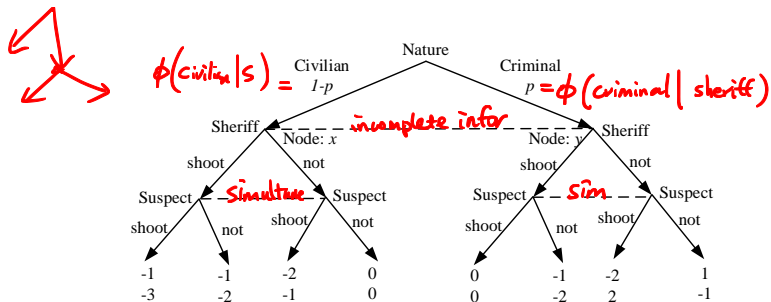 Nature
ϕ(civilian|s) = Civilian 1-p
Criminal p = ϕ(criminal | sheriff)
Sheriff incomplete infor Sheriff
Node: x Node: y
shoot not shoot not
Suspect simultue Suspect Suspect sim Suspect
shoot not shoot not shoot not shoot not
-1 -1 -2 0 0 -1 -2 1
-3 -2 -1 0 0 -2 2 -1